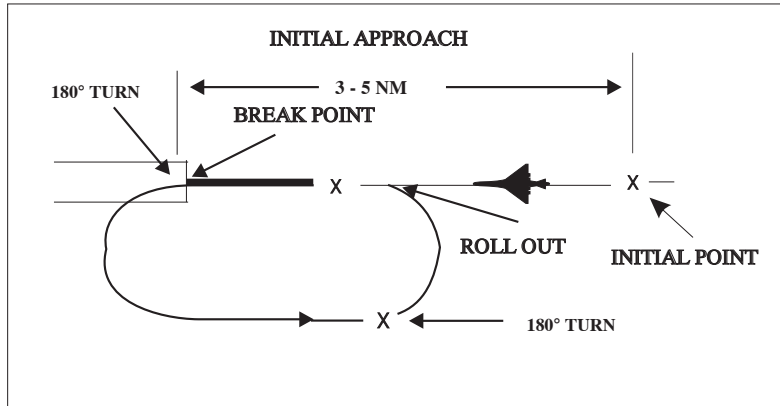 INITIAL APPROACH
3 - 5 NM
180° TURN
BREAK POINT
X
X
ROLL OUT
INITIAL POINT
X
180° TURN